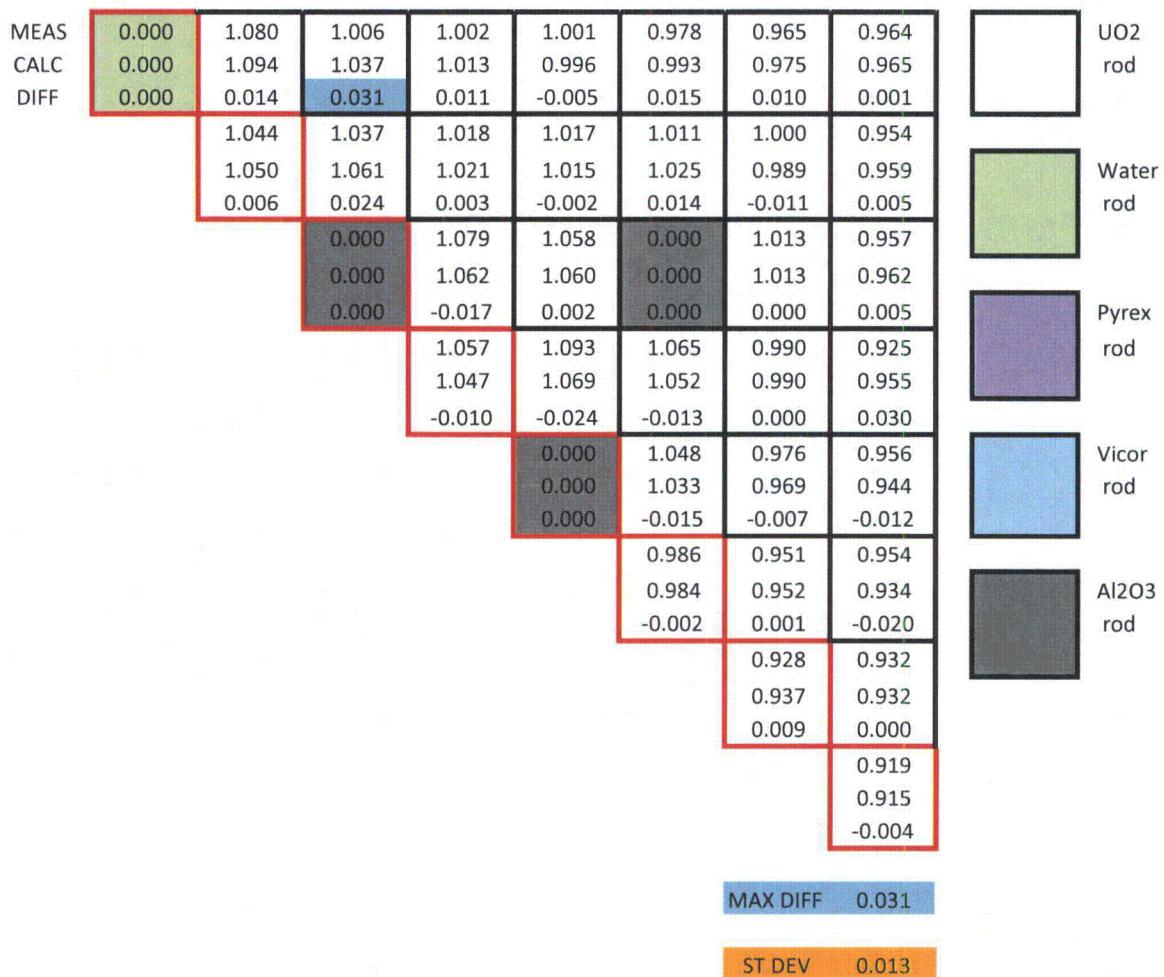 MEAS 0.000 1.080 1.006 1.002 1.001 0.978 0.965 0.964 UO2
CALC 0.000 1.094 1.037 1.013 0.996 0.993 0.975 0.965 rod
DIFF 0.000 0.014 0.031 0.011 -0.005 0.015 0.010 0.001
1.044 1.037 1.018 1.017 1.011 1.000 0.954
1.050 1.061 1.021 1.015 1.025 0.989 0.959 Water
0.006 0.024 0.003 -0.002 0.014 -0.011 0.005 rod
0.000 1.079 1.058 0.000 1.013 0.957
0.000 1.062 1.060 0.000 1.013 0.962
0.000 -0.017 0.002 0.000 0.000 0.005 Pyrex
1.057 1.093 1.065 0.990 0.925 rod
1.047 1.069 1.052 0.990 0.955
-0.010 -0.024 -0.013 0.000 0.030
0.000 1.048 0.976 0.956 Vicor
0.000 1.033 0.969 0.944 rod
0.000 -0.015 -0.007 -0.012
0.986 0.951 0.954
0.984 0.952 0.934 Al2O3
-0.002 0.001 -0.020 rod
0.928 0.932
0.937 0.932
0.009 0.000
0.919
0.915
-0.004
MAX DIFF 0.031
ST DEV 0.013